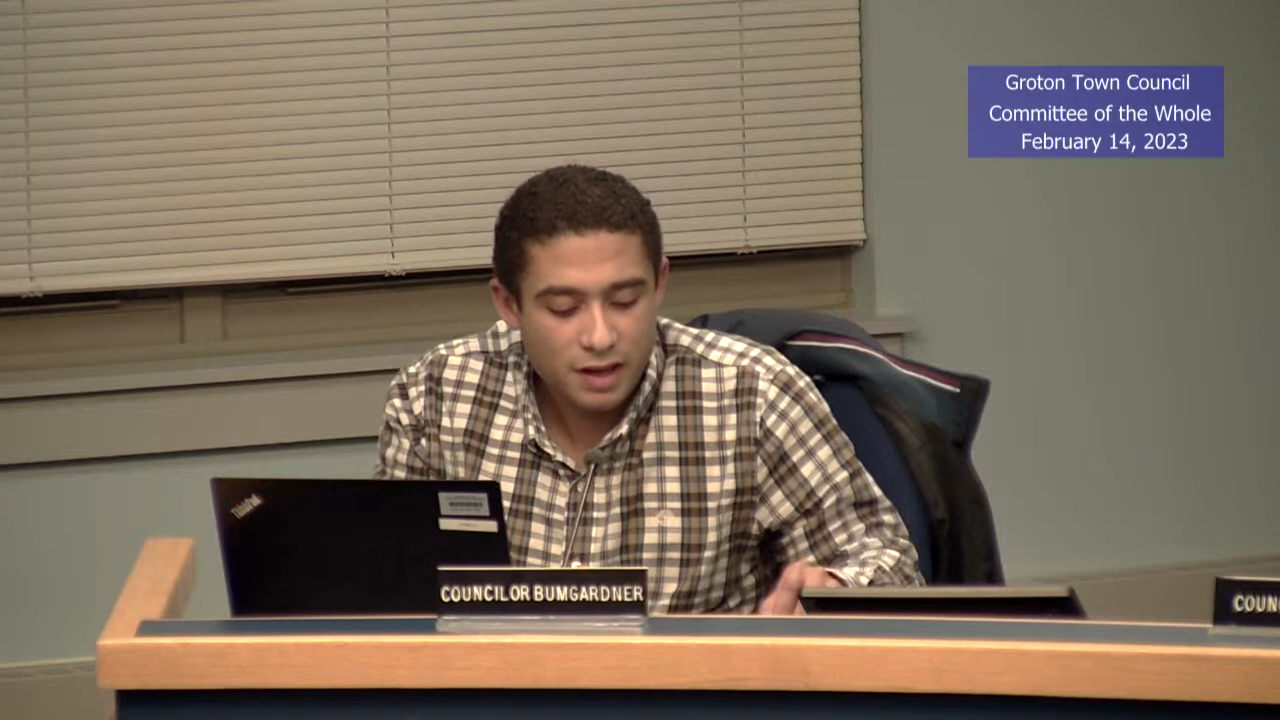 Groton Town Council
Committee of the Whole
February 14, 2023
ThinkPad
COUNCILOR BUMGARDNER
COUN